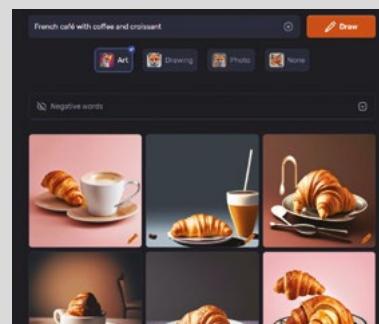 French café with coffee and croissant
Draw
Art
Drawing
Photo
None
Negative words